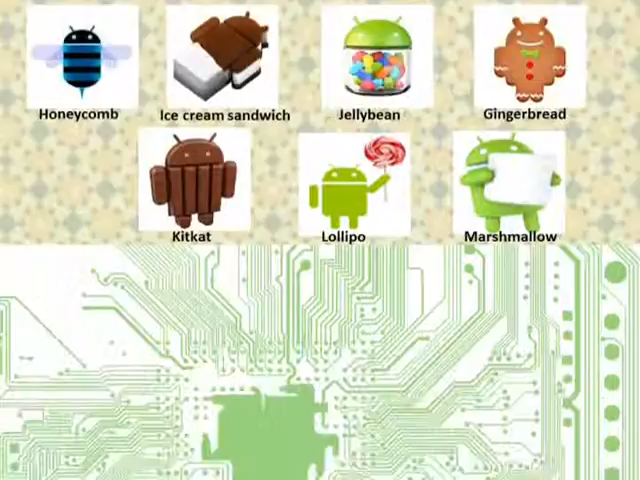 Honeycomb
Ice cream sandwich
Jellybean
Gingerbread
Kitkat
Lollipo
Marshmallow